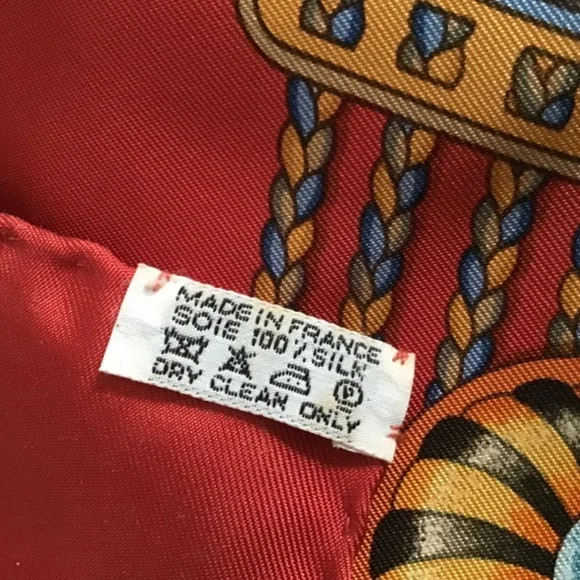 MADE IN FRANCE
SOIE 100% SILK
P
DRY CLEAN ONLY